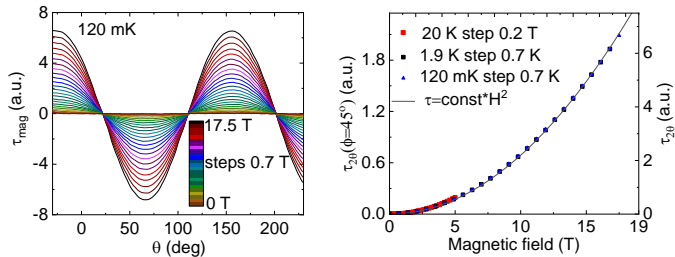 120 mK
τmag (a.u.)
8
4
0
-4
-8
17.5 T
steps 0.7 T
0 T
0
50
100
150
200
θ (deg)
20 K step 0.2 T
1.9 K step 0.7 K
120 mK step 0.7 K
τ=const*H²
τ2θ(ϕ=45°) (a.u.)
2.4
1.8
1.2
0.6
0.0
0
5
10
15
19
Magnetic field (T)
6
4
2
0
τ2θ (a.u.)